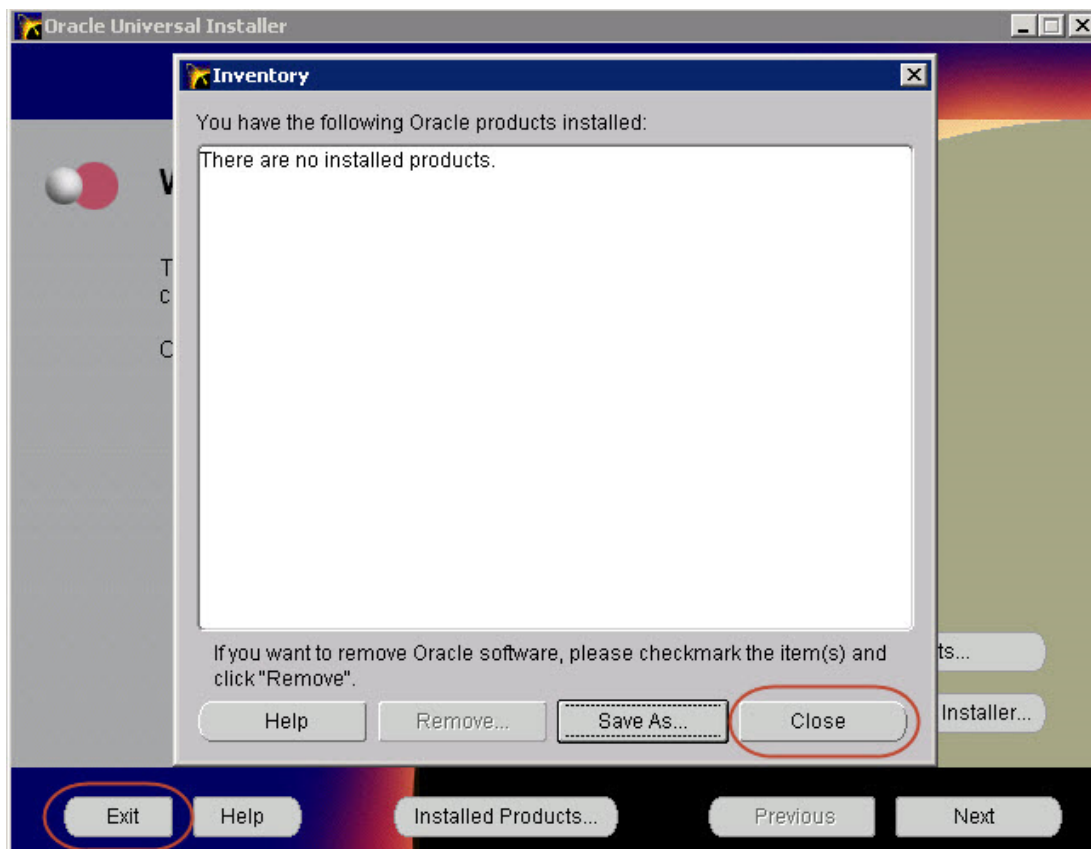 Oracle Universal Installer
Inventory
You have the following Oracle products installed:
There are no installed products.
T
c
C
If you want to remove Oracle software, please checkmark the item(s) and
click "Remove".
ts...
Help
Remove...
Save As...
Close
Installer...
Exit
Help
Installed Products...
Previous
Next